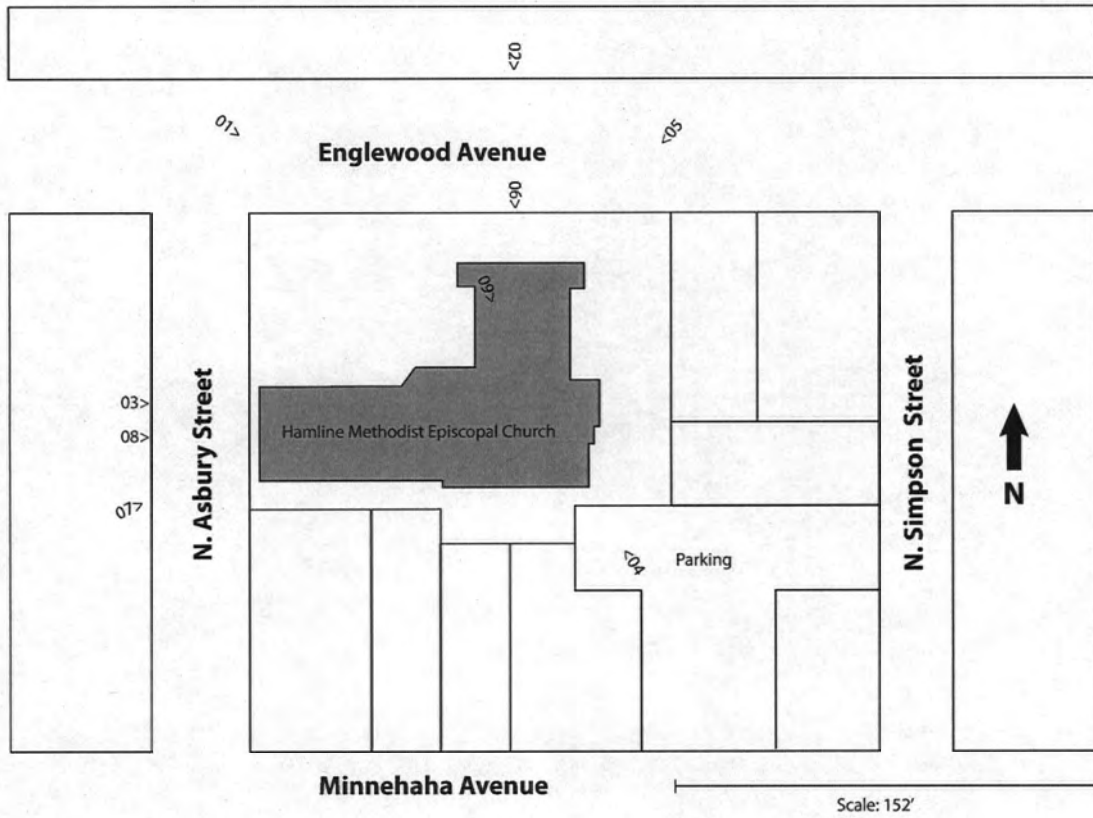 02>
01>
<05
Englewood Avenue
06>
09>
N. Asbury Street
03>
08>
Hamline Methodist Episcopal Church
07>
N. Simpson Street
N
<04
Parking
Minnehaha Avenue
Scale: 152'